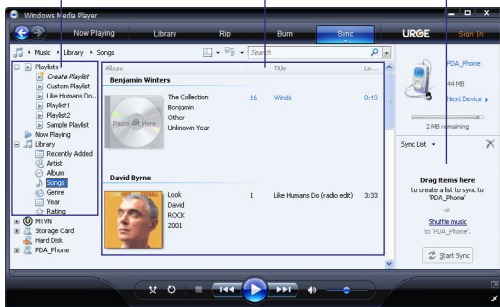 Windows Media Player
Now Playing Library Rip Burn Sync URGE Sign In
Music Library Songs Search
Playlists
Create Playlist
Custom Playlist
Like Humans Do...
Playlist1
Playlist2
Sample Playlist
Now Playing
Library
Recently Added
Artist
Album
Songs
Genre
Year
Rating
MTVN
Storage Card
Hard Disk
PDA_Phone
Album Title Le...
Benjamin Winters
Paste Art Here
The Collection 16 Winds 0:13
Benjamin
Other
Unknown Year
David Byrne
Look 1 Like Humans Do (radio edit) 3:33
David
ROCK
2001
PDA_Phone
44 MB
Next Device
2 MB remaining
Sync List
Drag Items here
to create a list to sync to
'PDA_Phone'
or
Shuffle music
to 'PDA_Phone'.
Start Sync